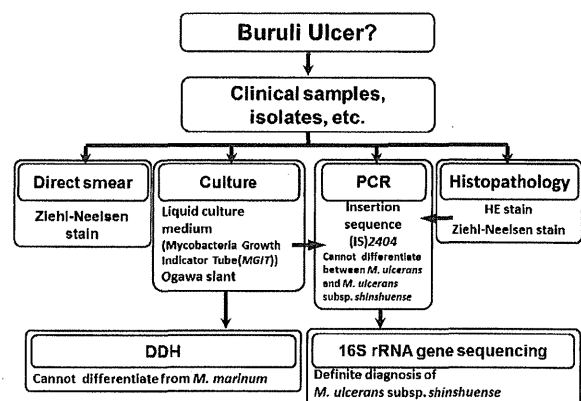 Buruli Ulcer?
Clinical samples,
isolates, etc.
Direct smear
Ziehl-Neelsen
stain
Culture
Liquid culture
medium
(Mycobacteria Growth
Indicator Tube(MGIT))
Ogawa slant
PCR
Insertion
sequence
(IS)2404
Cannot differentiate
between M. ulcerans
and M. ulcerans
subsp. shinshuense
Histopathology
HE stain
Ziehl-Neelsen stain
DDH
Cannot differentiate from M. marinum
16S rRNA gene sequencing
Definite diagnosis of
M. ulcerans subsp. shinshuense